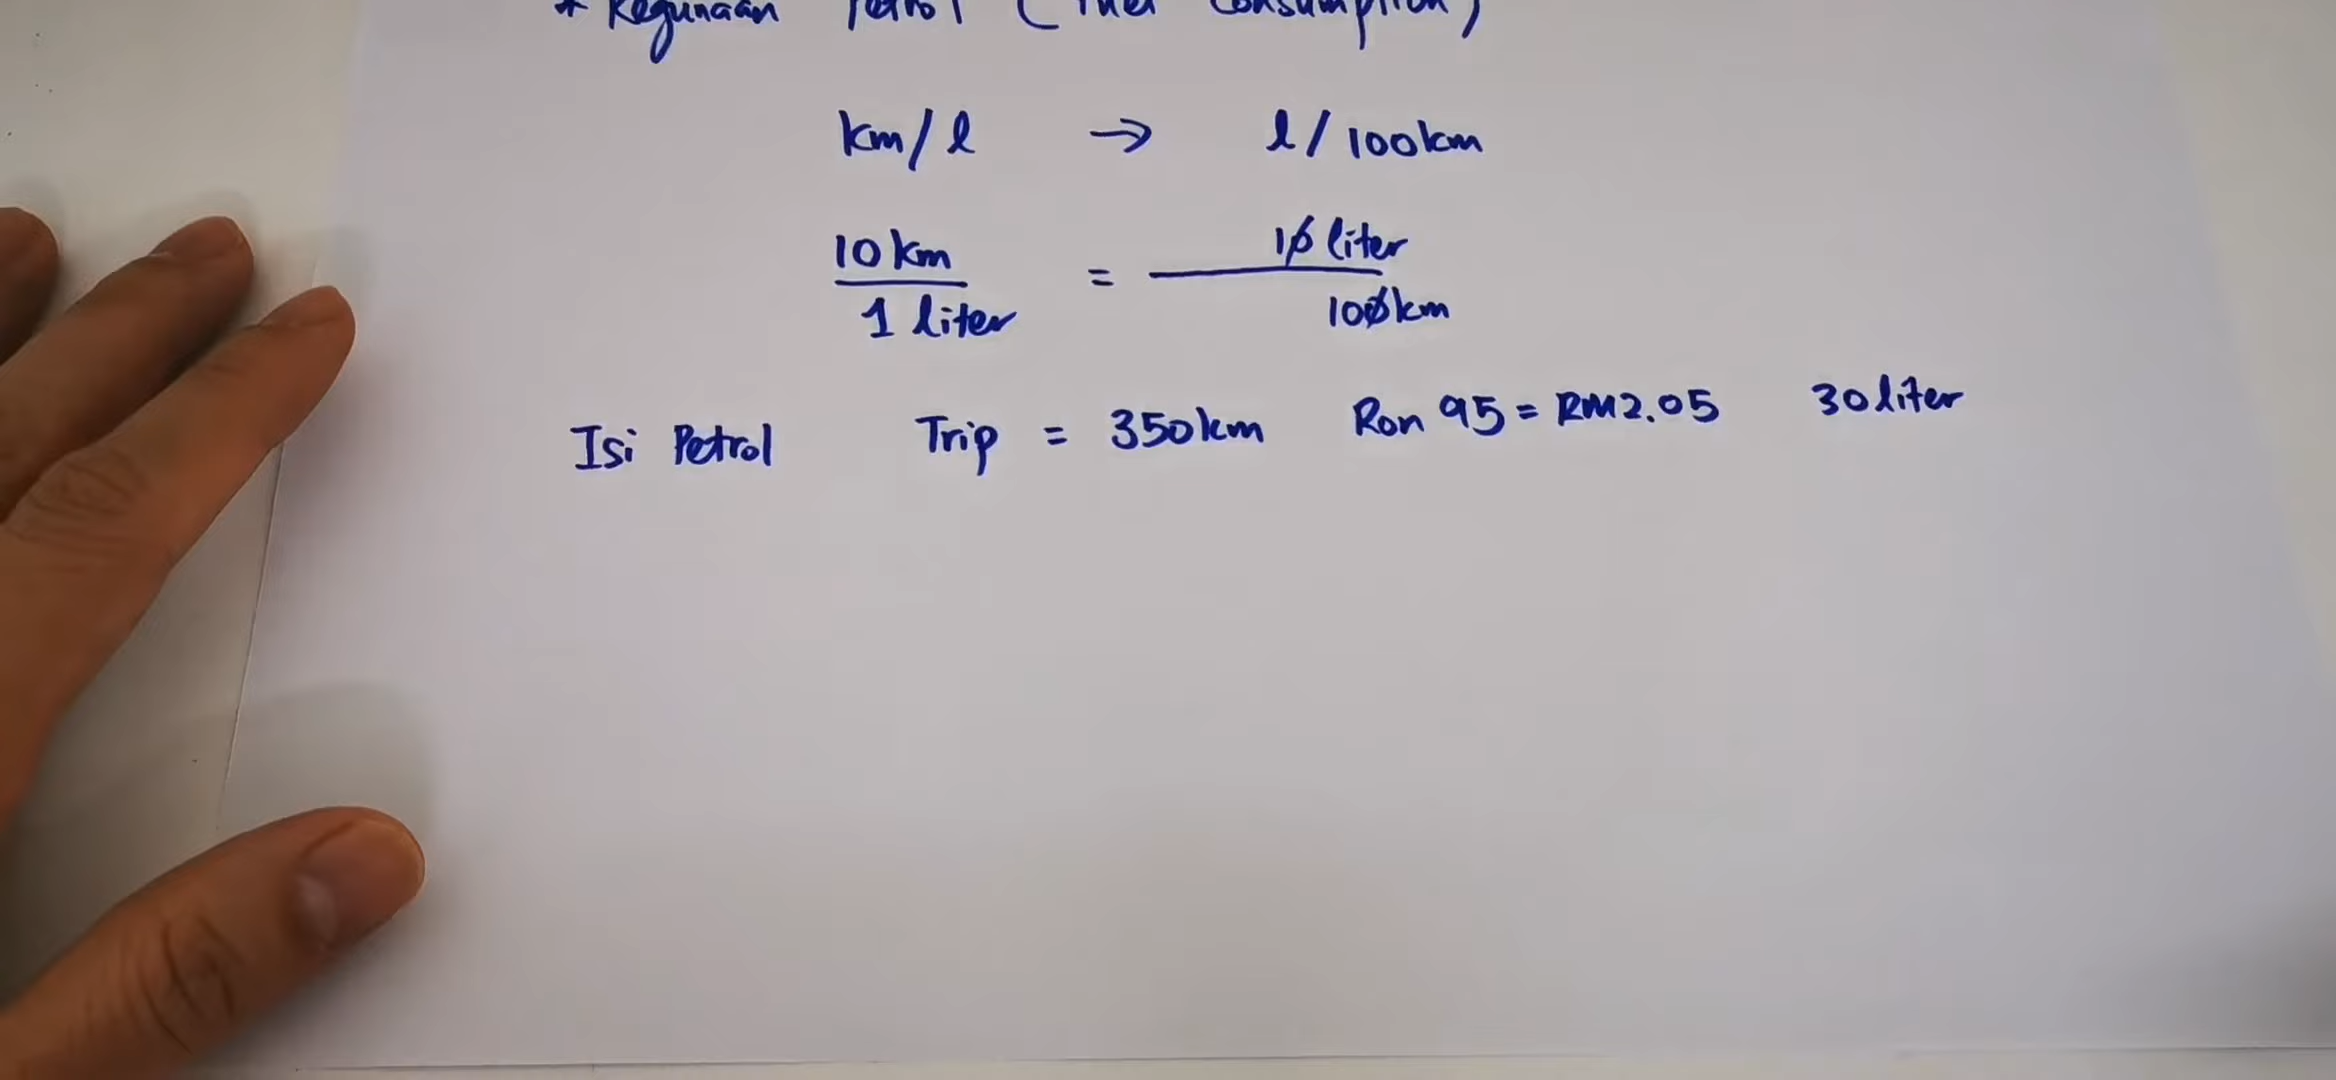 * Kegunaan Petrol (Fuel Consumption)
km/l → l/100km
10 km = 10 liter
1 liter 100km
Isi Petrol Trip = 350km Ron 95 = RM2.05 30 liter